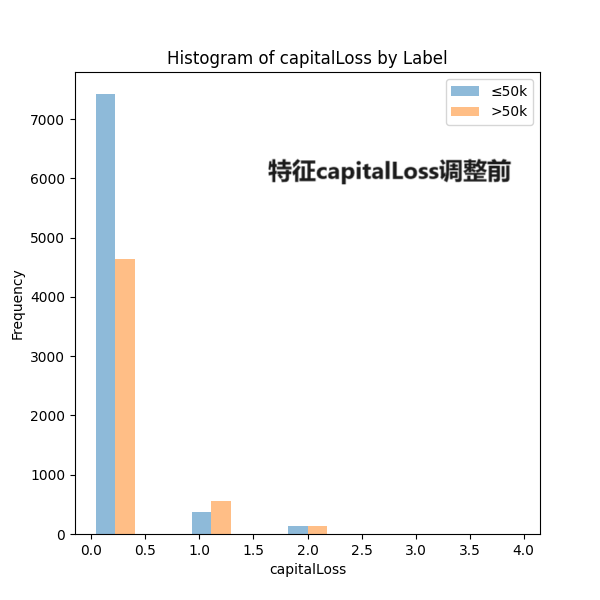 Histogram of capitalLoss by Label
≤50k
>50k
特征capitalLoss调整前
Frequency
7000
6000
5000
4000
3000
2000
1000
0
0.0 0.5 1.0 1.5 2.0 2.5 3.0 3.5 4.0
capitalLoss